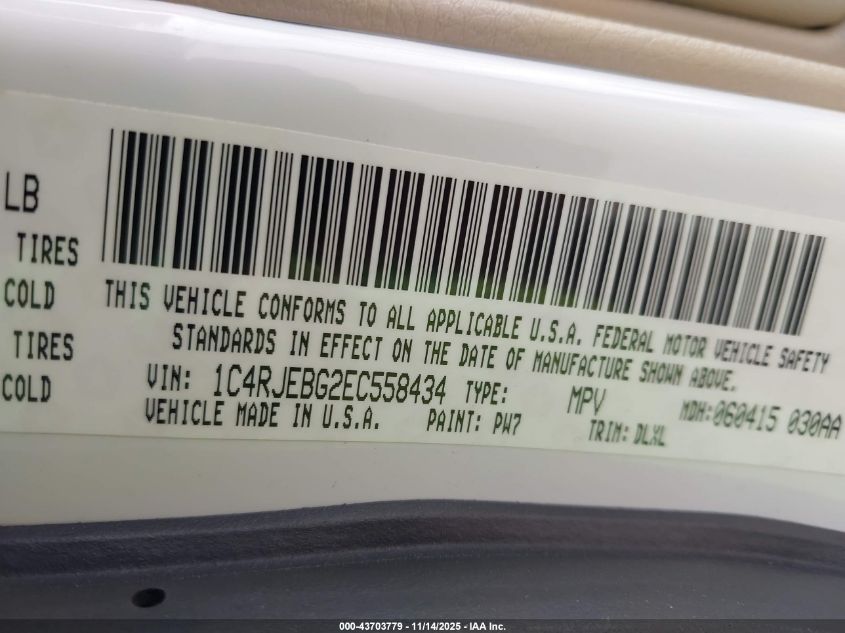 LB
TIRES
COLD
TIRES
COLD
THIS VEHICLE CONFORMS TO ALL APPLICABLE U.S.A. FEDERAL MOTOR VEHICLE SAFETY
STANDARDS IN EFFECT ON THE DATE OF MANUFACTURE SHOWN ABOVE.
VIN: 1C4RJEBG2EC558434 TYPE: MPV MDH:060415 030AA
VEHICLE MADE IN U.S.A. PAINT: PW7 TRIM: DLXL
000-43703779 - 11/14/2025 - IAA Inc.